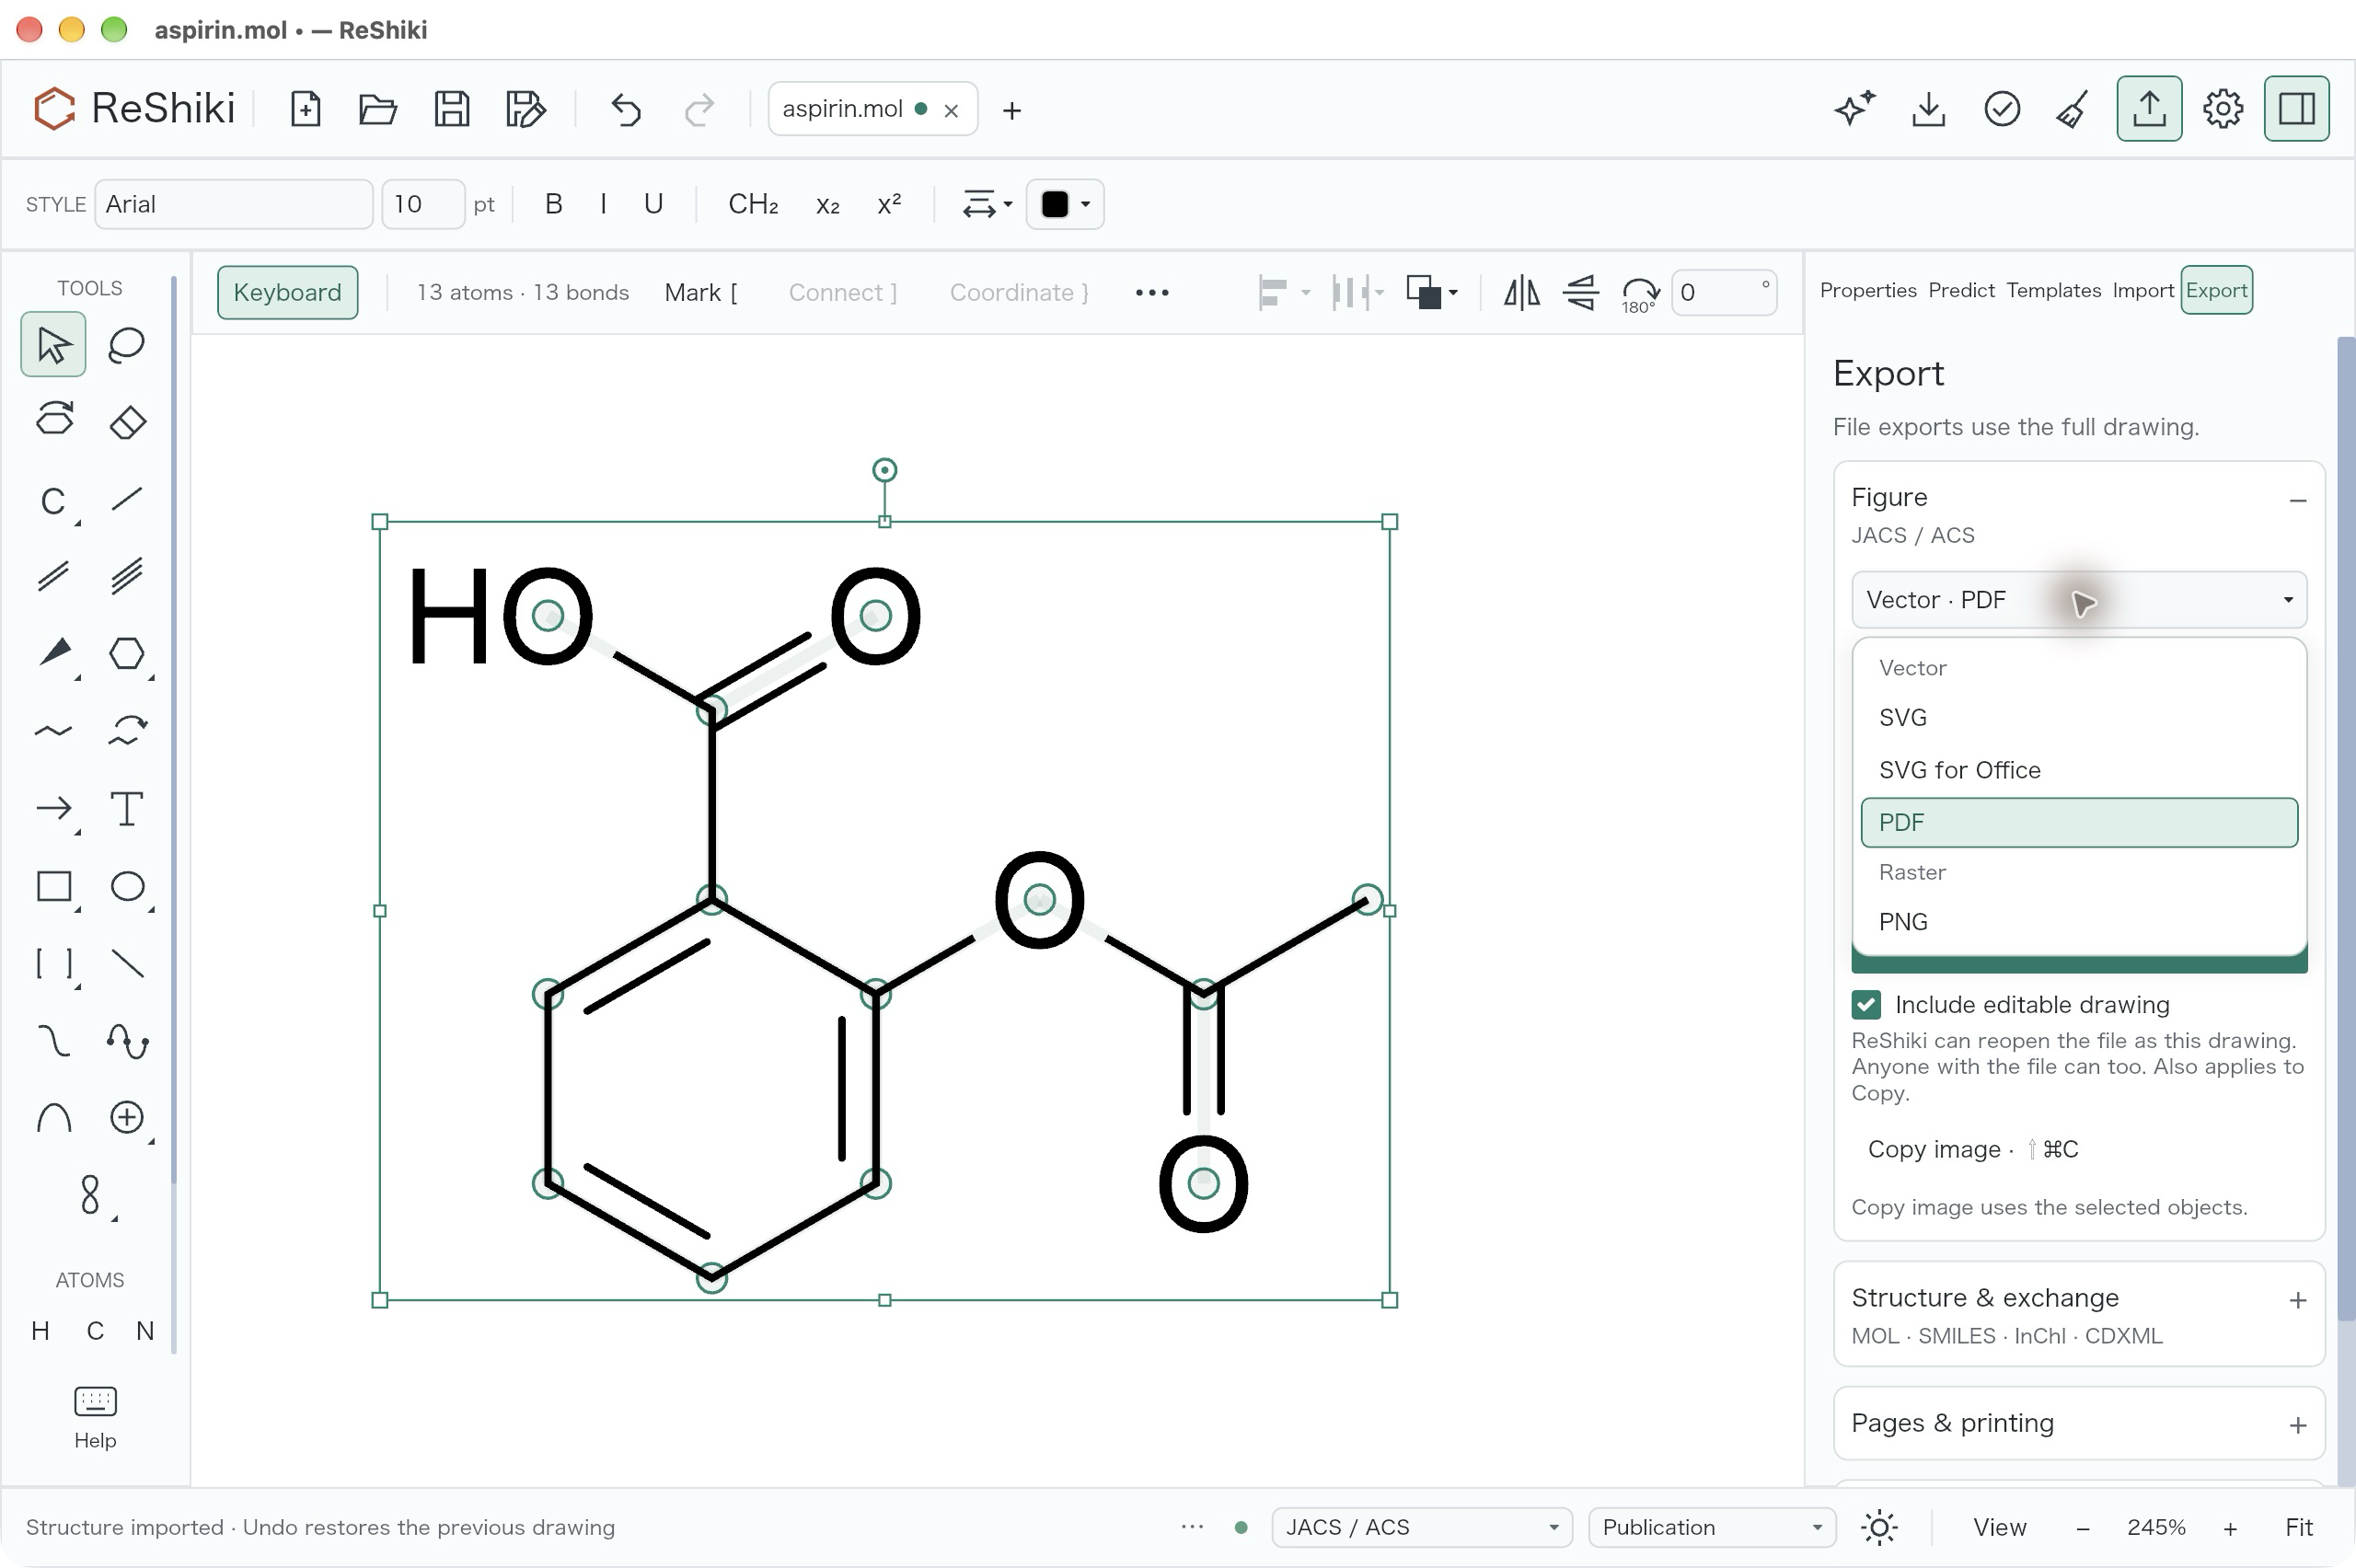 aspirin.mol • — ReShiki
ReShiki
aspirin.mol ● ×
+
STYLE Arial 10 pt B I U CH₂ x₂ x²
TOOLS
Keyboard 13 atoms · 13 bonds Mark [ Connect ] Coordinate } ••• 180° 0 °
Properties Predict Templates Import Export
C
T
[ ]
ATOMS
H C N
Help
HO O
O
O
Export
File exports use the full drawing.
Figure −
JACS / ACS
Vector · PDF
Vector
SVG
SVG for Office
PDF
Raster
PNG
Include editable drawing
ReShiki can reopen the file as this drawing.
Anyone with the file can too. Also applies to
Copy.
Copy image · ⇧⌘C
Copy image uses the selected objects.
Structure & exchange +
MOL · SMILES · InChI · CDXML
Pages & printing +
Structure imported · Undo restores the previous drawing
··· ● JACS / ACS Publication View − 245% + Fit